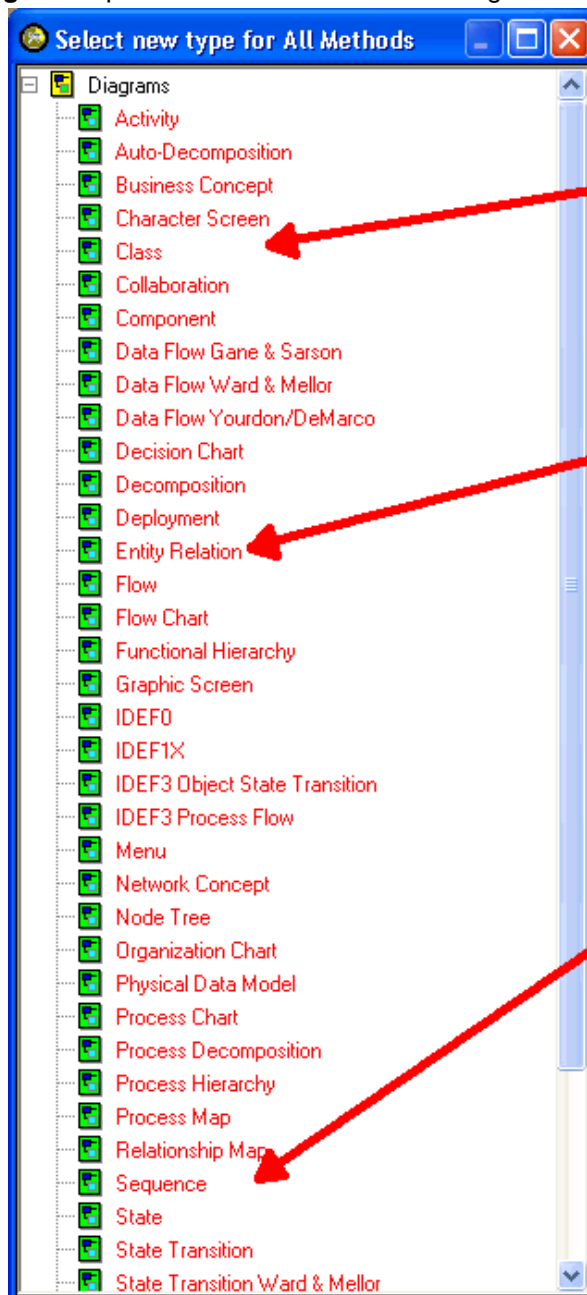 Select new type for All Methods
Diagrams
Activity
Auto-Decomposition
Business Concept
Character Screen
Class
Collaboration
Component
Data Flow Gane & Sarson
Data Flow Ward & Mellor
Data Flow Yourdon/DeMarco
Decision Chart
Decomposition
Deployment
Entity Relation
Flow
Flow Chart
Functional Hierarchy
Graphic Screen
IDEF0
IDEF1X
IDEF3 Object State Transition
IDEF3 Process Flow
Menu
Network Concept
Node Tree
Organization Chart
Physical Data Model
Process Chart
Process Decomposition
Process Hierarchy
Process Map
Relationship Map
Sequence
State
State Transition
State Transition Ward & Mellor